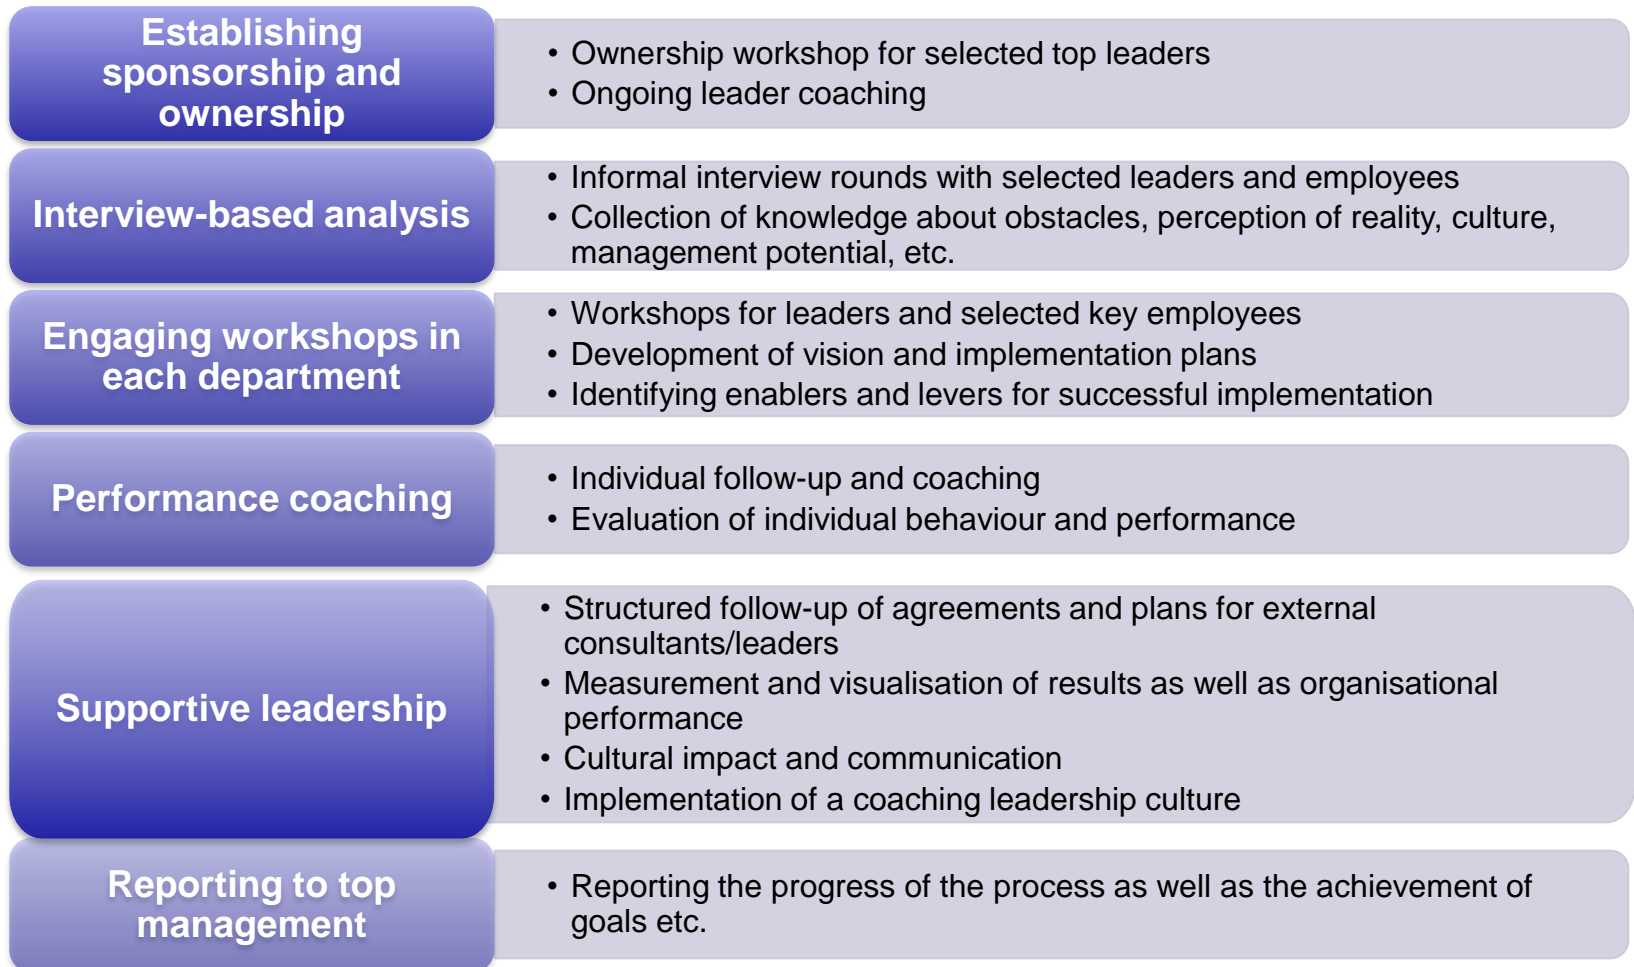 Establishing
sponsorship and
ownership
• Ownership workshop for selected top leaders
• Ongoing leader coaching
Interview-based analysis
• Informal interview rounds with selected leaders and employees
• Collection of knowledge about obstacles, perception of reality, culture,
management potential, etc.
Engaging workshops in
each department
• Workshops for leaders and selected key employees
• Development of vision and implementation plans
• Identifying enablers and levers for successful implementation
Performance coaching
• Individual follow-up and coaching
• Evaluation of individual behaviour and performance
Supportive leadership
• Structured follow-up of agreements and plans for external
consultants/leaders
• Measurement and visualisation of results as well as organisational
performance
• Cultural impact and communication
• Implementation of a coaching leadership culture
Reporting to top
management
• Reporting the progress of the process as well as the achievement of
goals etc.